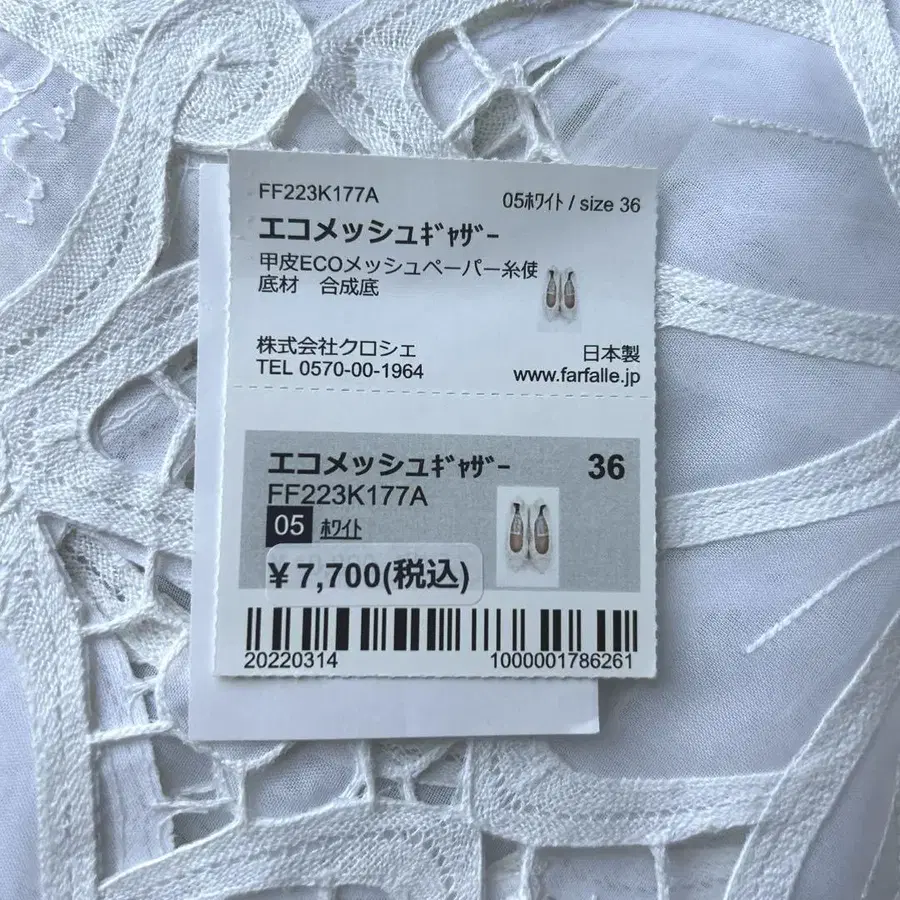 FF223K177A
05ﾎﾜｲﾄ / size 36
エコメッシュｷﾞｬｻﾞｰ
甲皮ECOメッシュペーパー糸使
底材 合成底
株式会社クロシェ
日本製
TEL 0570-00-1964
www.farfalle.jp
エコメッシュｷﾞｬｻﾞｰ
36
FF223K177A
05 ﾎﾜｲﾄ
¥7,700(税込)
20220314
1000001786261